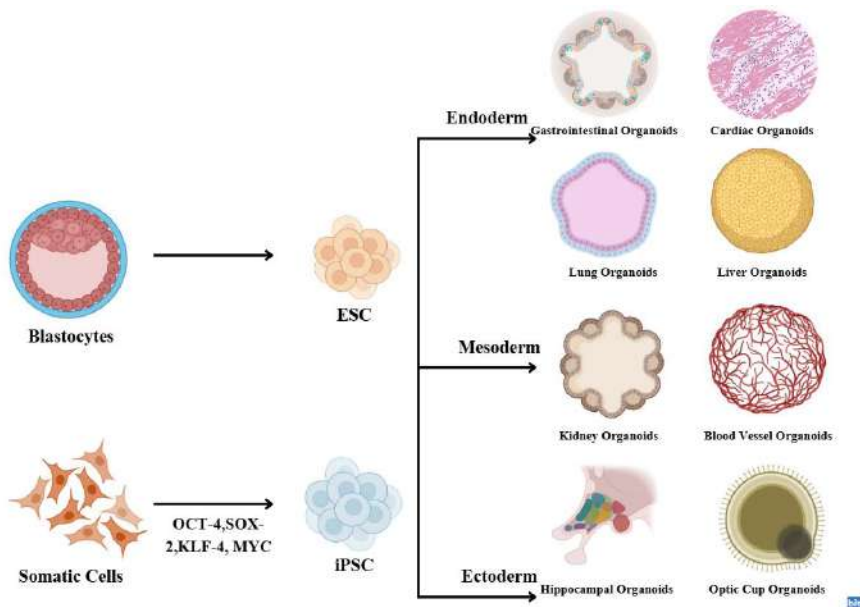 Endoderm
Gastrointestinal Organoids
Cardiac Organoids
Lung Organoids
Liver Organoids
Blastocytes
ESC
Mesoderm
Kidney Organoids
Blood Vessel Organoids
Somatic Cells
OCT-4,SOX-
2,KLF-4, MYC
iPSC
Ectoderm
Hippocampal Organoids
Optic Cup Organoids